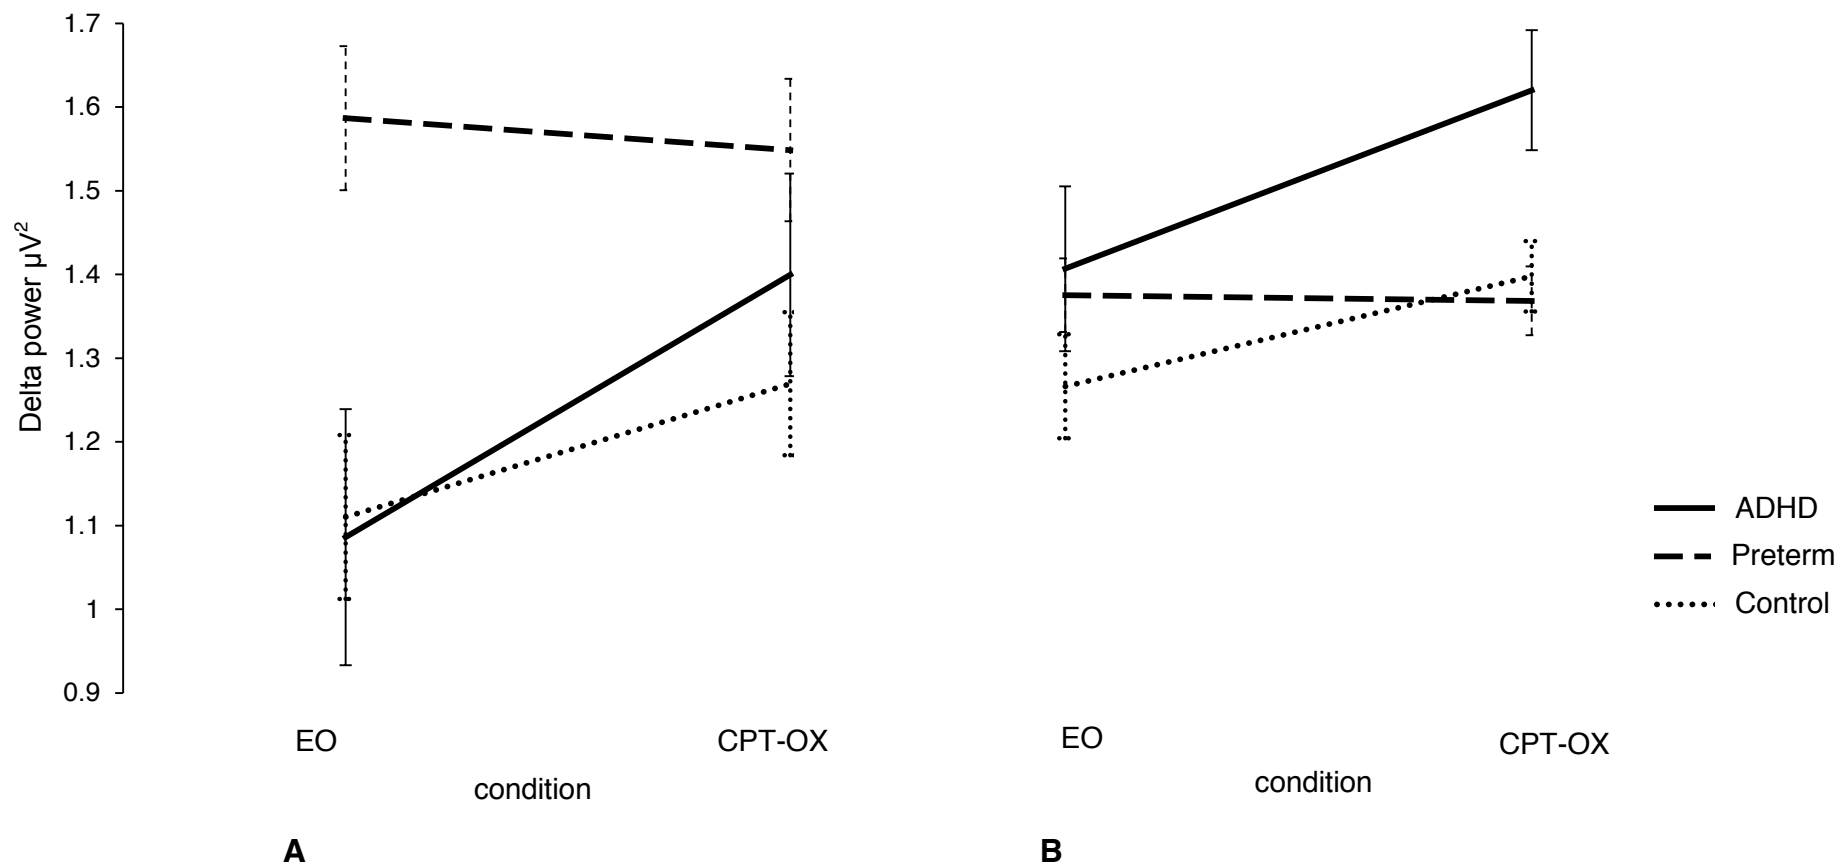 Delta power µV²
1.7
1.6
1.5
1.4
1.3
1.2
1.1
1
0.9
EO
CPT-OX
condition
A
EO
CPT-OX
condition
B
ADHD
Preterm
Control